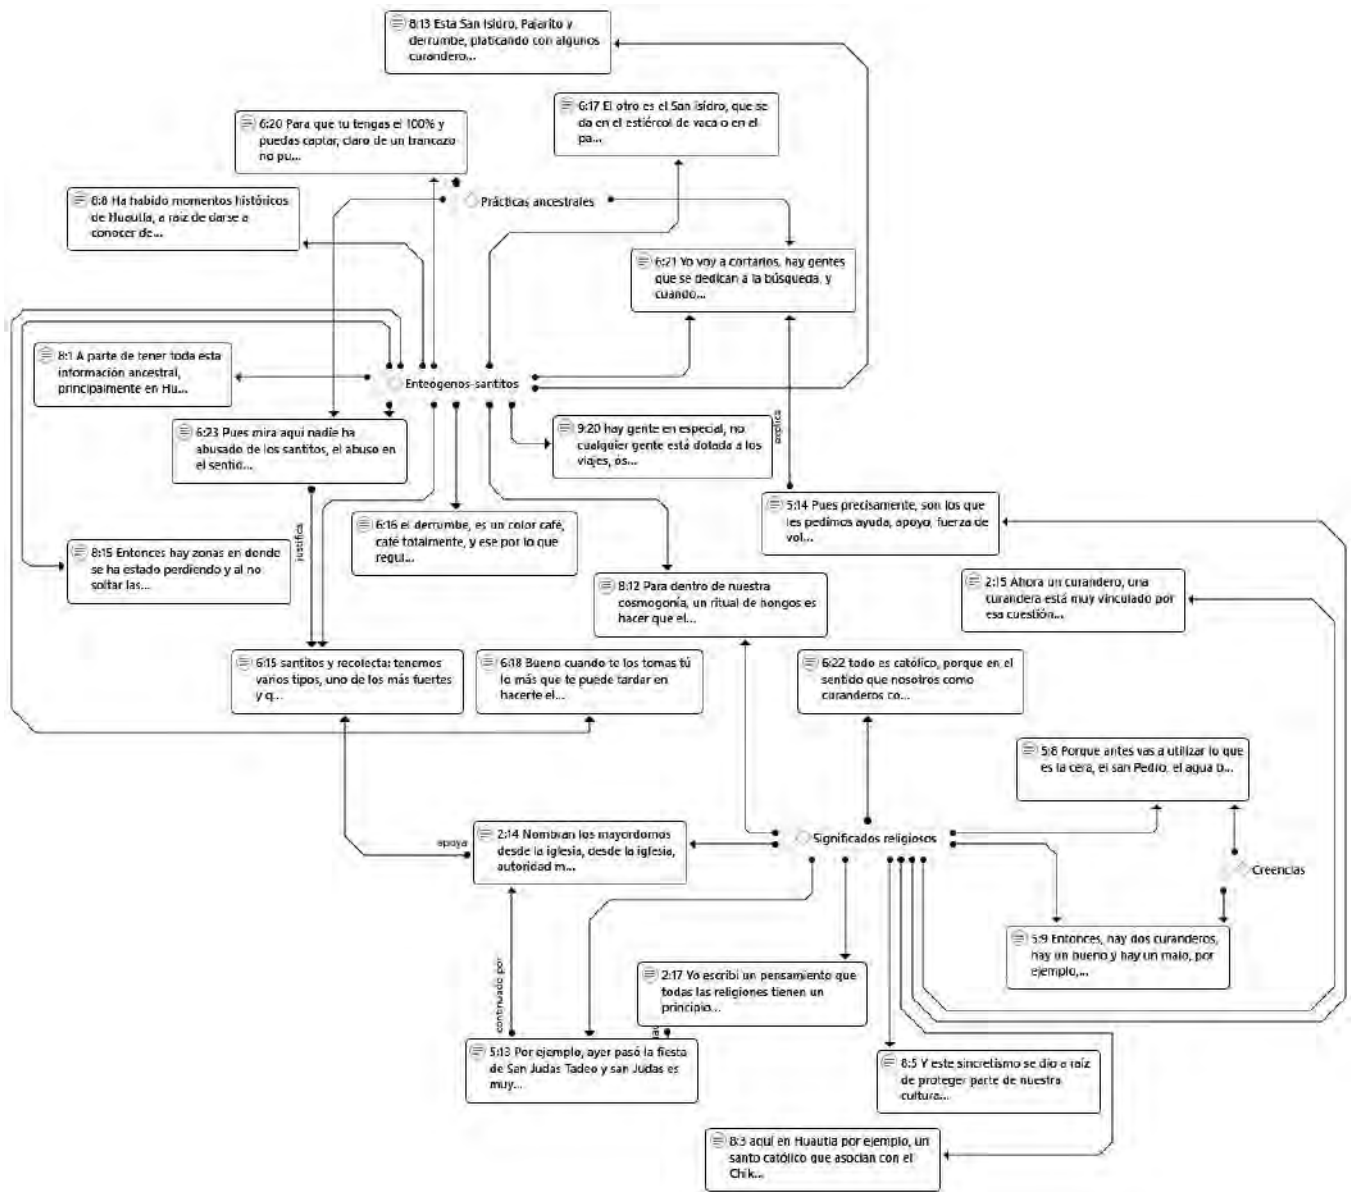 8:13 Esta San Isidro, Pajarito y
derrumbe, platicando con algunos
curandero...
6:17 El otro es el San isidro, que se
da en el estiércol de vaca o en el
pa...
6:20 Para que tu tengas el 100% y
puedas captar, claro de un trancazo
no pu...
8:8 Ha habido momentos históricos
de Huautla, a raíz de darse a
conocer de...
Prácticas ancestrales
6:21 Yo voy a cortarlos, hay gentes
que se dedican a la búsqueda, y
cuando...
8:1 A parte de tener toda esta
información ancestral,
principalmente en Hu...
Enteógenos-santitos
6:23 Pues mira aquí nadie ha
abusado de los santitos, el abuso en
el sentid...
9:20 hay gente en especial, no
cualquier gente está dotada a los
viajes, os...
explica
5:14 Pues precisamente, son los que
les pedimos ayuda, apoyo, fuerza de
vol...
6:16 el derrumbe, es un color café,
café totalmente, y ese por lo que
regul...
justifica
8:15 Entonces hay zonas en donde
se ha estado perdiendo y al no
soltar las...
8:12 Para dentro de nuestra
cosmogonía, un ritual de hongos es
hacer que el...
2:15 Ahora un curandero, una
curandera está muy vinculado por
esa cuestión...
6:15 santitos y recolecta: tenemos
varios tipos, uno de los más fuertes
y q...
6:18 Bueno cuando te los tomas tú
lo más que te puede tardar en
hacerte el...
6:22 todo es católico, porque en el
sentido que nosotros como
curanderos co...
5:8 Porque antes vas a utilizar lo que
es la cera, el san Pedro, el agua b...
apoya
2:14 Nombran los mayordomos
desde la iglesia, desde la iglesia,
autoridad m...
Significados religiosos
Creencias
5:9 Entonces, hay dos curanderos,
hay un bueno y hay un malo, por
ejemplo,...
continuado por
2:17 Yo escribi un pensamiento que
todas las religiones tienen un
principio...
5:13 Por ejemplo, ayer pasó la fiesta
de San Judas Tadeo y san Judas es
muy...
8:5 Y este sincretismo se dio a raíz
de proteger parte de nuestra
cultura...
8:3 aquí en Huautla por ejemplo, un
santo católico que asocian con el
Chik...